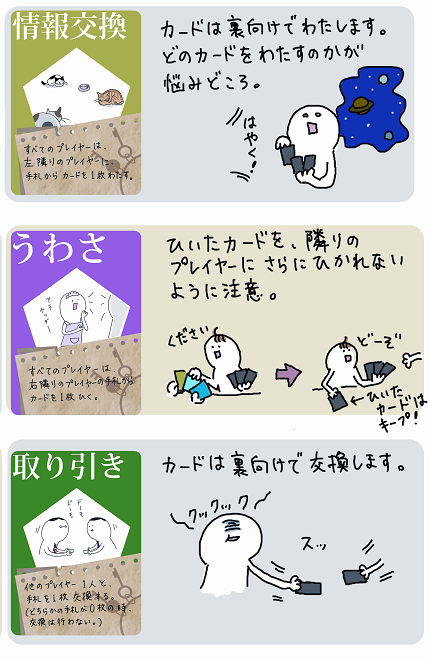 情報交換
すべてのプレイヤーは、
左隣りのプレイヤーに、
手札からカードを1枚わたす。
カードは裏向けでわたします。
どのカードをわたすのかが
悩みどころ。
はやく!
うわさ
すべてのプレイヤーは、
右隣りのプレイヤーの手札から
カードを1枚ひく。
ひいたカードを、隣りの
プレイヤーにさらにひかれない
ように注意。
ください
どーぞ
←ひいた
カードは
キープ!
取り引き
ドーモ
ドーモ
他のプレイヤー1人と、
手札を1枚交換する。
(どちらかの手札が0枚の時、
交換は行わない。)
カードは裏向けで交換します。
クックック
スッ